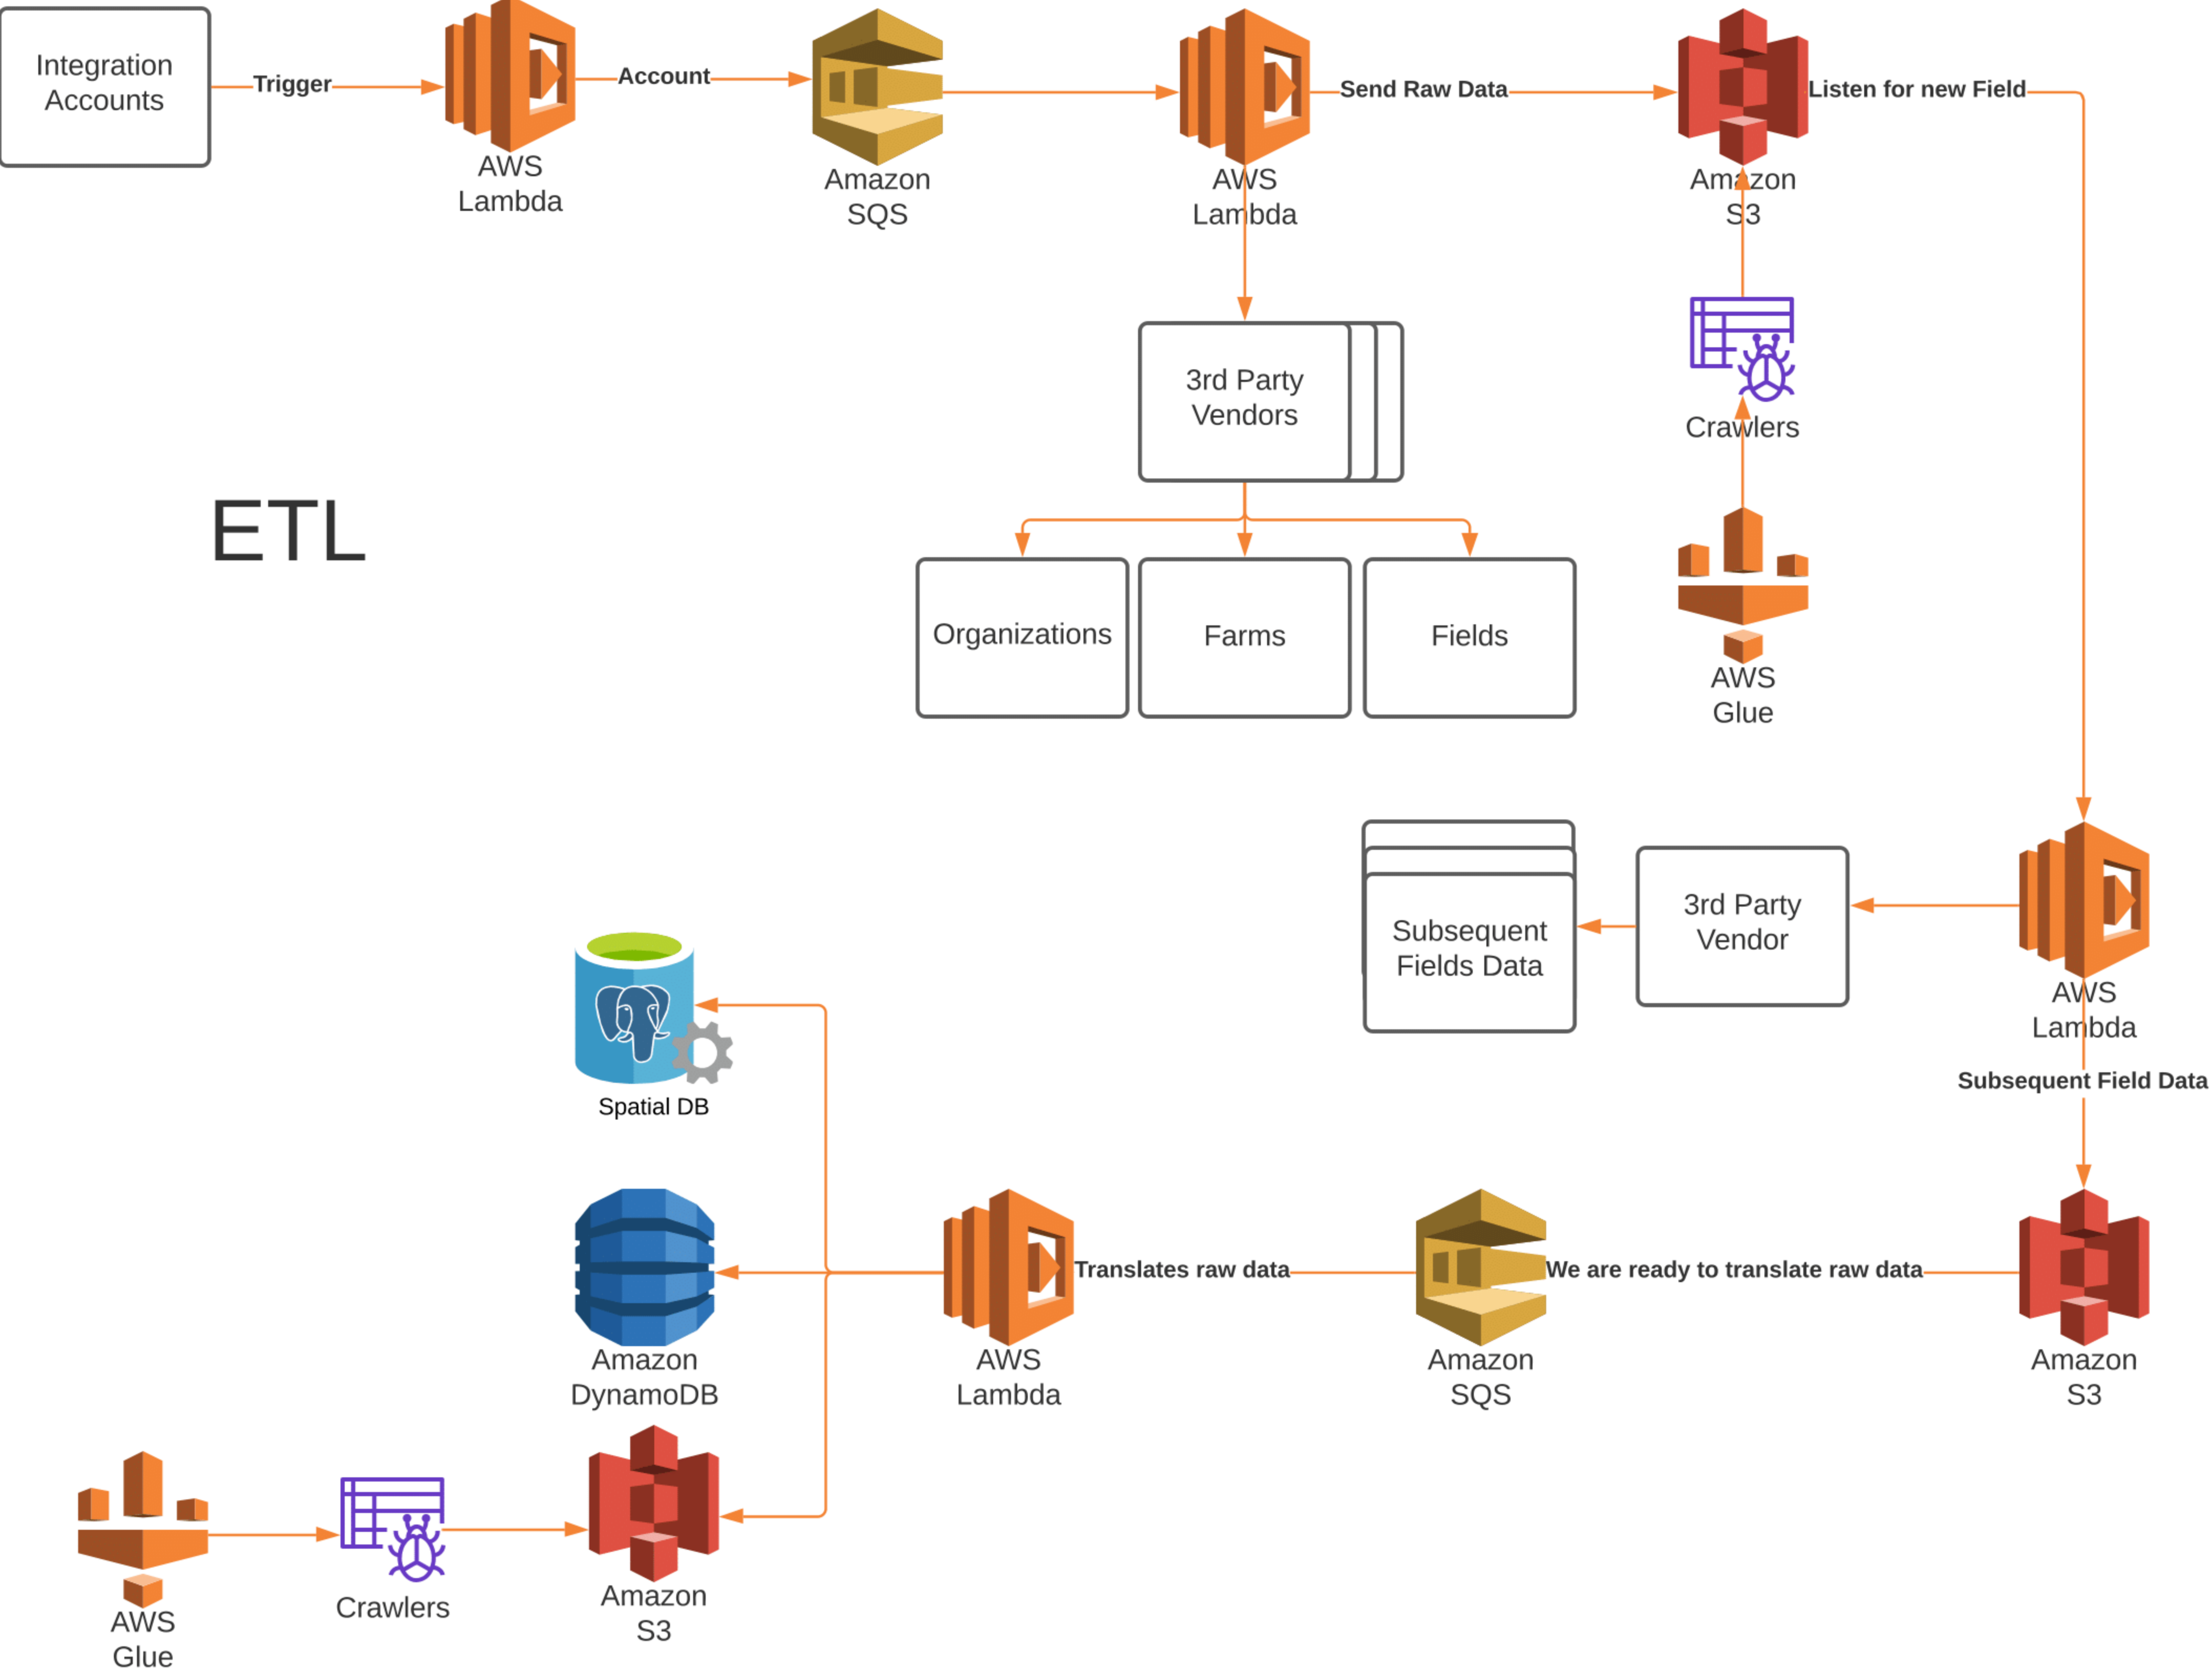 Integration
Accounts
Trigger
AWS
Lambda
Account
Amazon
SQS
AWS
Lambda
Send Raw Data
Amazon
S3
Listen for new Field
3rd Party
Vendors
Crawlers
ETL
Organizations
Farms
Fields
AWS
Glue
Subsequent
Fields Data
3rd Party
Vendor
AWS
Lambda
Subsequent Field Data
Spatial DB
Amazon
DynamoDB
AWS
Lambda
Translates raw data
Amazon
SQS
We are ready to translate raw data
Amazon
S3
AWS
Glue
Crawlers
Amazon
S3